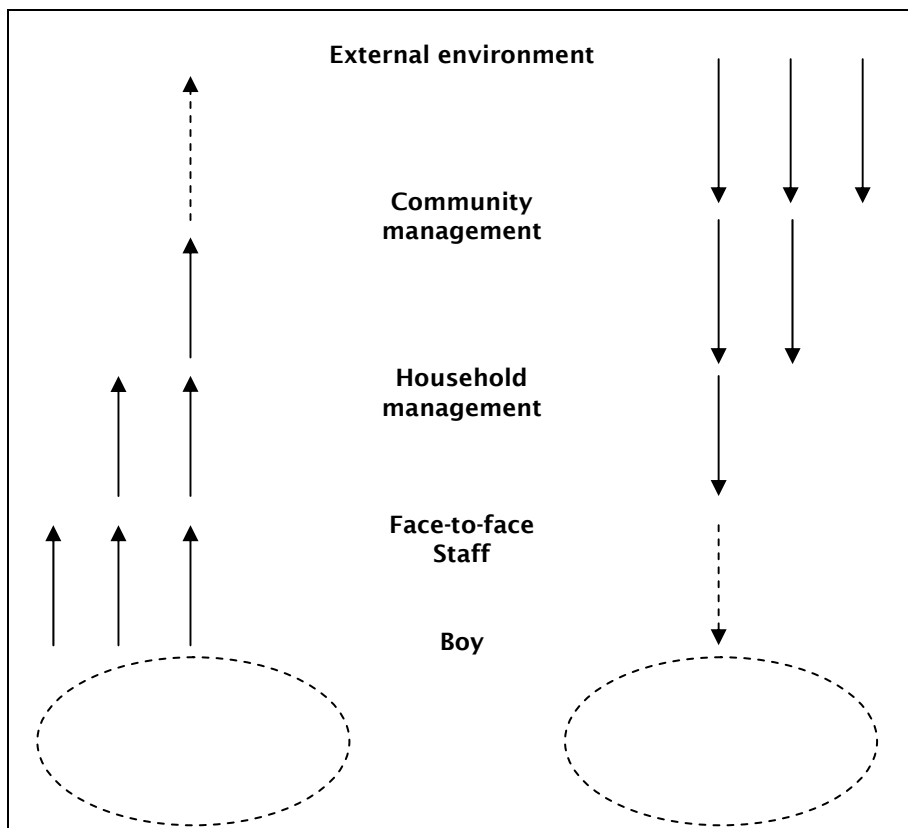 External environment
Community
management
Household
management
Face-to-face
Staff
Boy